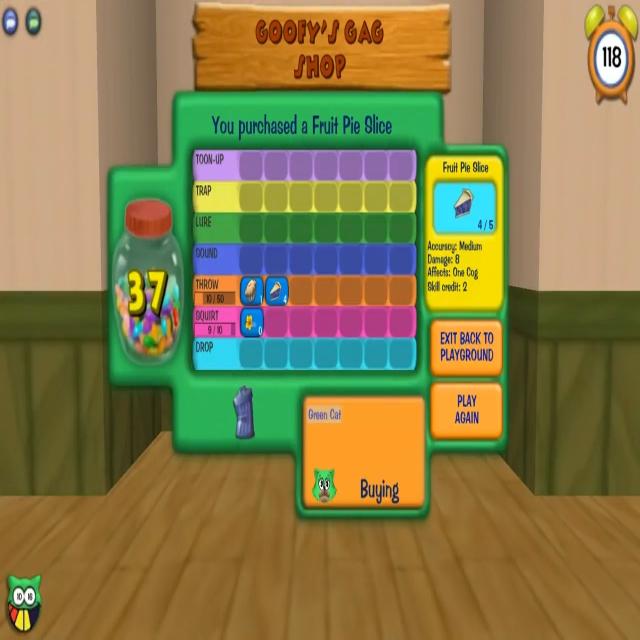 GOOFY'S GAG
SHOP
118
You purchased a Fruit Pie Slice
TOON-UP
TRAP
LURE
SOUND
THROW
10 / 50
4
SQUIRT
9 / 10
0
DROP
37
Fruit Pie Slice
4 / 5
Accuracy: Medium
Damage: 8
Affects: One Cog
Skill credit: 2
EXIT BACK TO
PLAYGROUND
PLAY
AGAIN
Green Cat
Buying